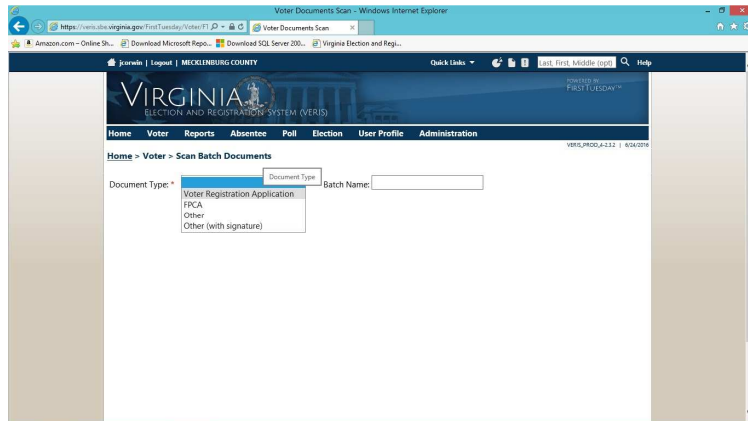 Voter Documents Scan - Windows Internet Explorer
https://veris.sbe.virginia.gov/FirstTuesday/Voter/FT
Voter Documents Scan
Amazon.com – Online Sh...
Download Microsoft Repo...
Download SQL Server 200...
Virginia Election and Regi...
jcorwin | Logout | MECKLENBURG COUNTY
Quick Links
Last, First, Middle (opt)
Help
VIRGINIA
ELECTION AND REGISTRATION SYSTEM (VERIS)
POWERED BY
FIRSTTUESDAY™
Home Voter Reports Absentee Poll Election User Profile Administration
VERIS_PROD_4-2.3.2 | 6/24/2016
Home > Voter > Scan Batch Documents
Document Type: *
Document Type
Batch Name:
Voter Registration Application
FPCA
Other
Other (with signature)